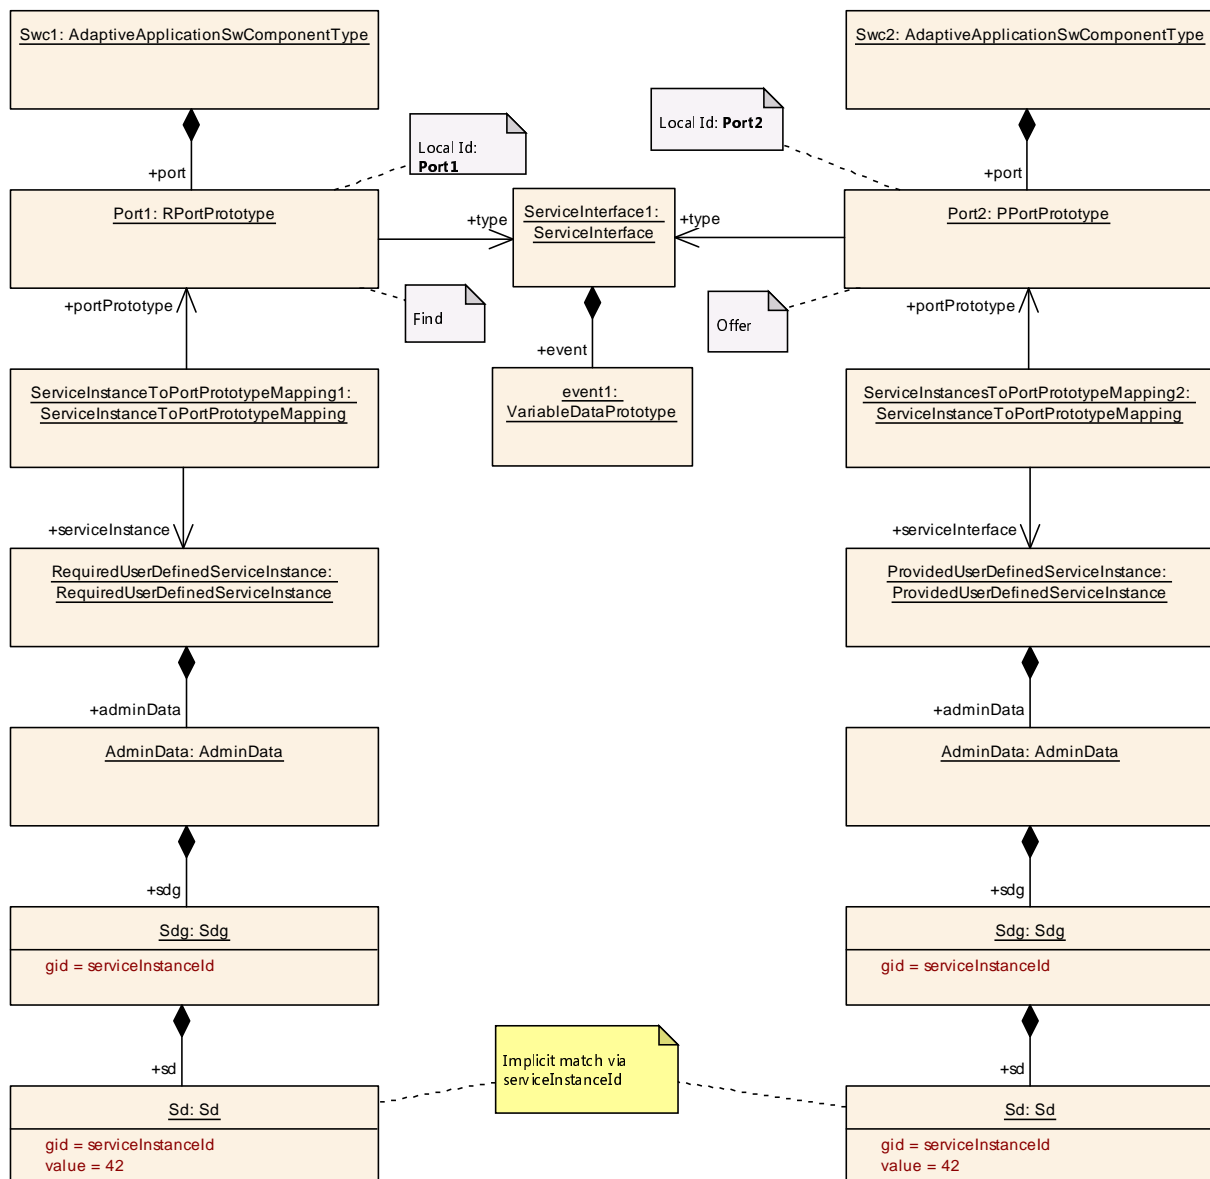 Swc1: AdaptiveApplicationSwComponentType
Swc2: AdaptiveApplicationSwComponentType
Local Id:
Port1
Local Id: Port2
+port
+port
Port1: RPortPrototype
+type
ServiceInterface1:
ServiceInterface
+type
Port2: PPortPrototype
+portPrototype
Find
Offer
+portPrototype
+event
ServiceInstanceToPortPrototypeMapping1:
ServiceInstanceToPortPrototypeMapping
event1:
VariableDataPrototype
ServiceInstancesToPortPrototypeMapping2:
ServiceInstanceToPortPrototypeMapping
+serviceInstance
+serviceInterface
RequiredUserDefinedServiceInstance:
RequiredUserDefinedServiceInstance
ProvidedUserDefinedServiceInstance:
ProvidedUserDefinedServiceInstance
+adminData
+adminData
AdminData: AdminData
AdminData: AdminData
+sdg
+sdg
Sdg: Sdg
gid = serviceInstanceId
Sdg: Sdg
gid = serviceInstanceId
+sd
Implicit match via
serviceInstanceId
+sd
Sd: Sd
gid = serviceInstanceId
value = 42
Sd: Sd
gid = serviceInstanceId
value = 42